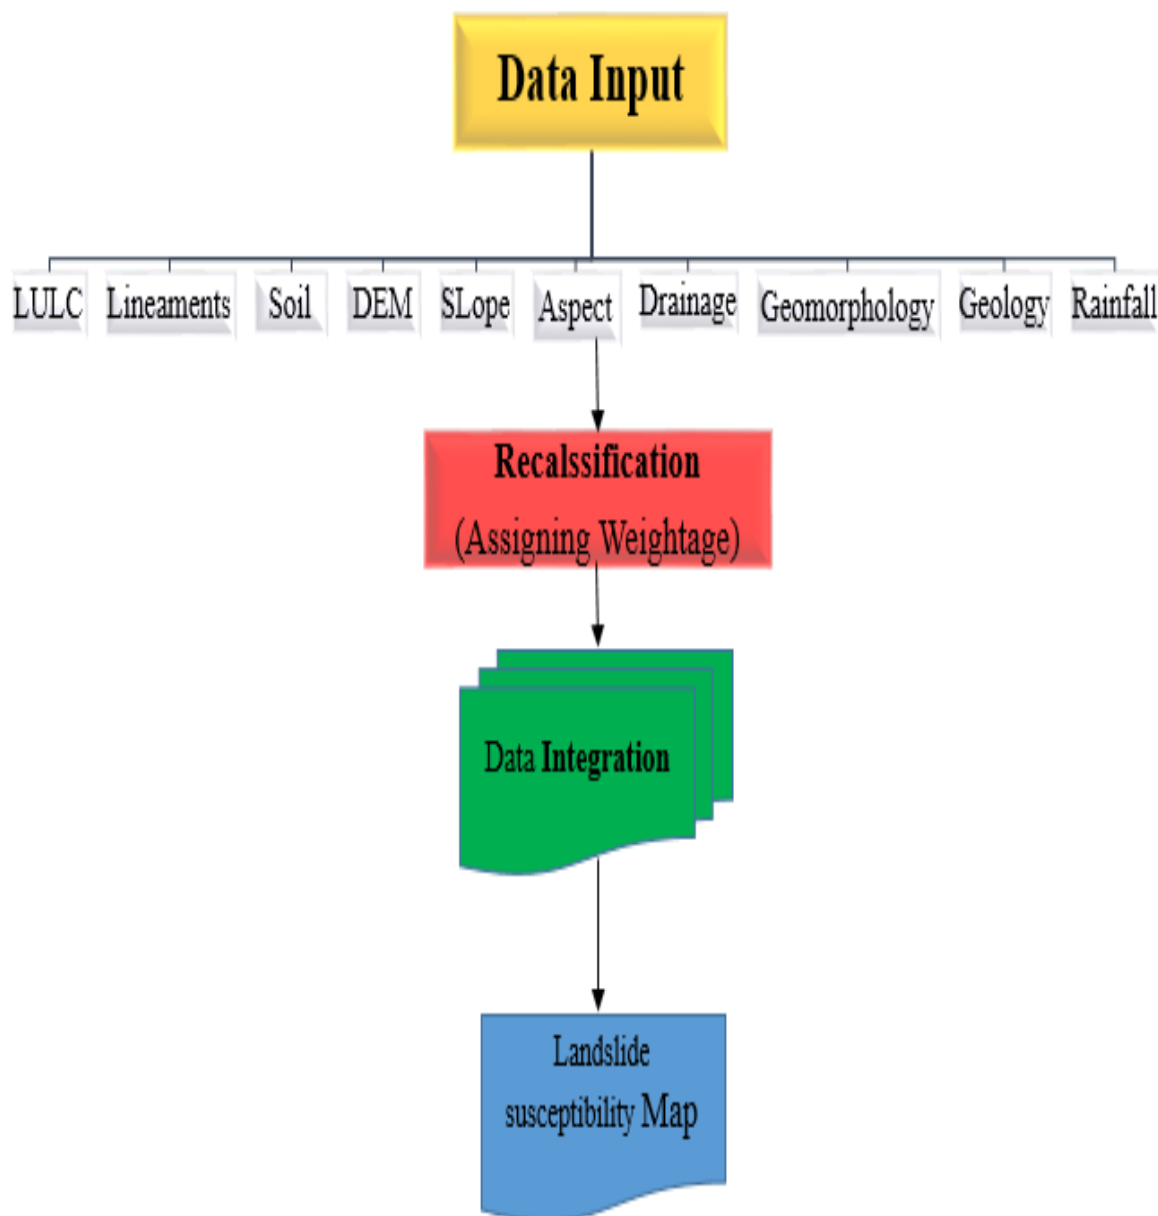 Data Input
LULC
Lineaments
Soil
DEM
SLope
Aspect
Drainage
Geomorphology
Geology
Rainfall
Recalssification
(Assigning Weightage)
Data Integration
Landslide
susceptibility Map